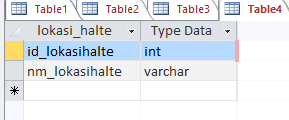 Table1 Table2 Table3 Table4
lokasi_halte Type Data
id_lokasihalte int
nm_lokasihalte varchar